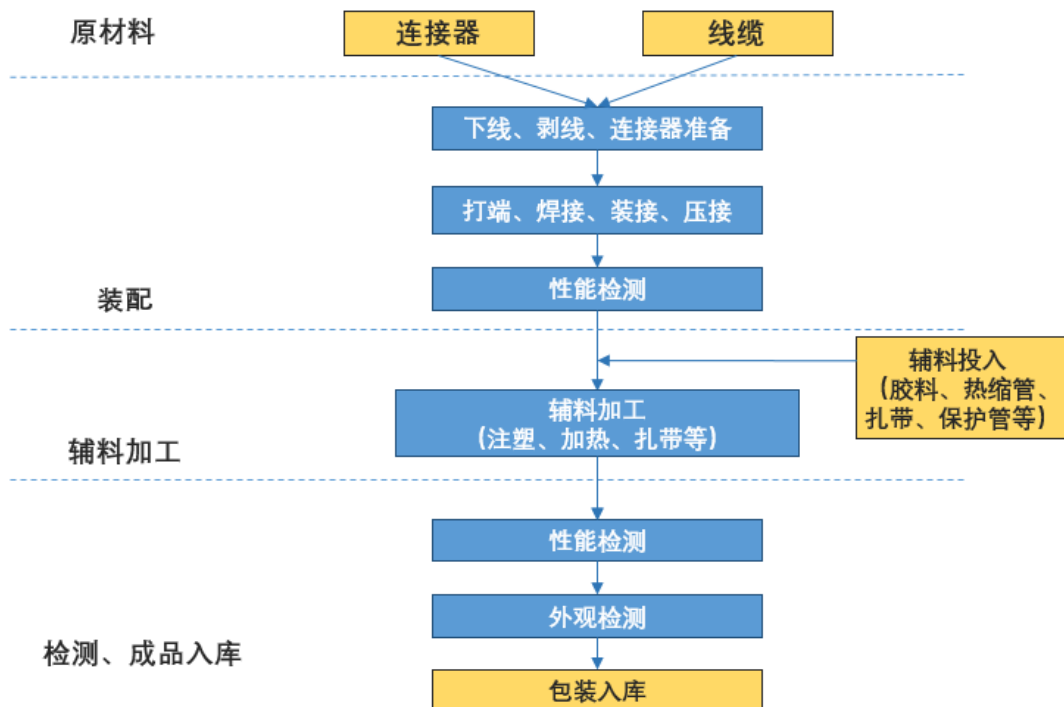 原材料
连接器
线缆
下线、剥线、连接器准备
打端、焊接、装接、压接
性能检测
装配
辅料投入
（胶料、热缩管、
扎带、保护管等）
辅料加工
（注塑、加热、扎带等）
辅料加工
性能检测
外观检测
检测、成品入库
包装入库